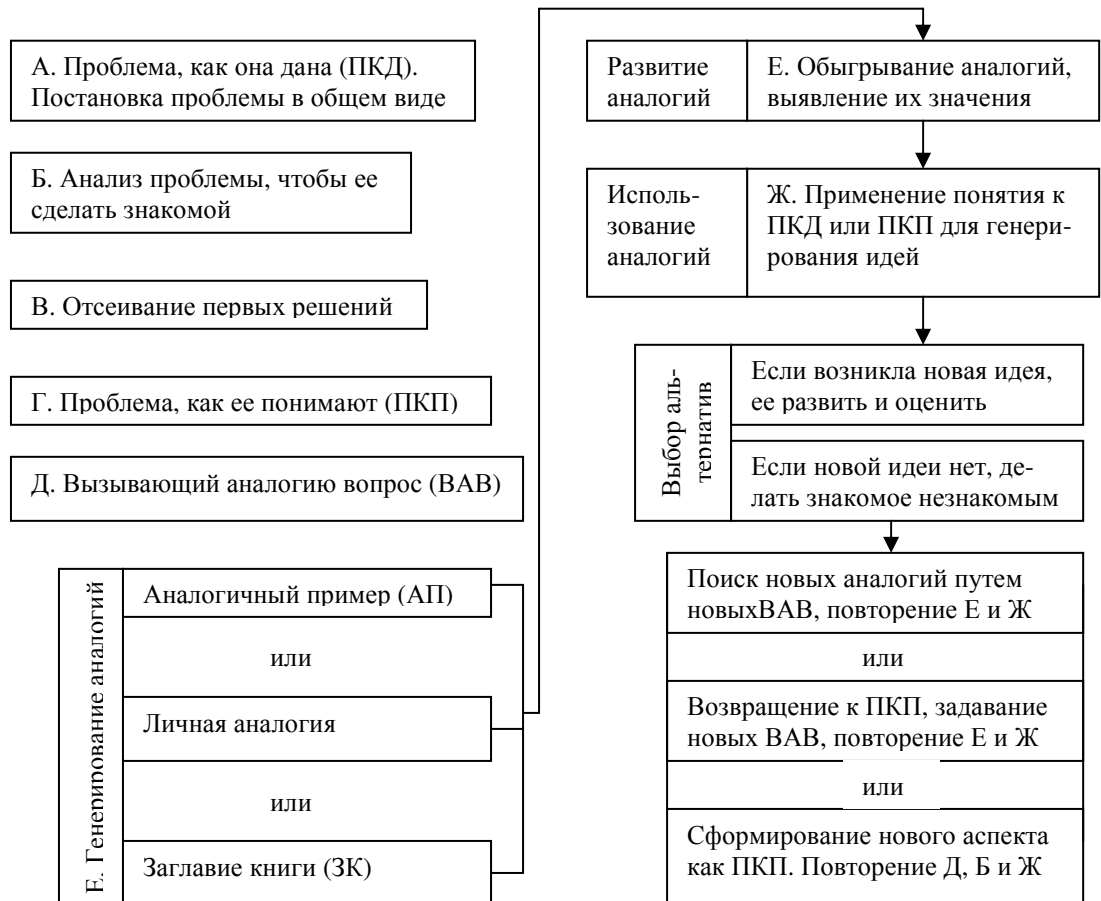 А. Проблема, как она дана (ПКД).
Постановка проблемы в общем виде
Б. Анализ проблемы, чтобы ее
сделать знакомой
В. Отсеивание первых решений
Г. Проблема, как ее понимают (ПКП)
Д. Вызывающий аналогию вопрос (ВАВ)
Е. Генерирование аналогий
Аналогичный пример (АП)
или
Личная аналогия
или
Заглавие книги (ЗК)
Развитие
аналогий
Е. Обыгрывание аналогий,
выявление их значения
Исполь-
зование
аналогий
Ж. Применение понятия к
ПКД или ПКП для генери-
рования идей
Выбор аль-
тернатив
Если возникла новая идея,
ее развить и оценить
Если новой идеи нет, де-
лать знакомое незнакомым
Поиск новых аналогий путем
новыхВАВ, повторение Е и Ж
или
Возвращение к ПКП, задавание
новых ВАВ, повторение Е и Ж
или
Сформирование нового аспекта
как ПКП. Повторение Д, Б и Ж